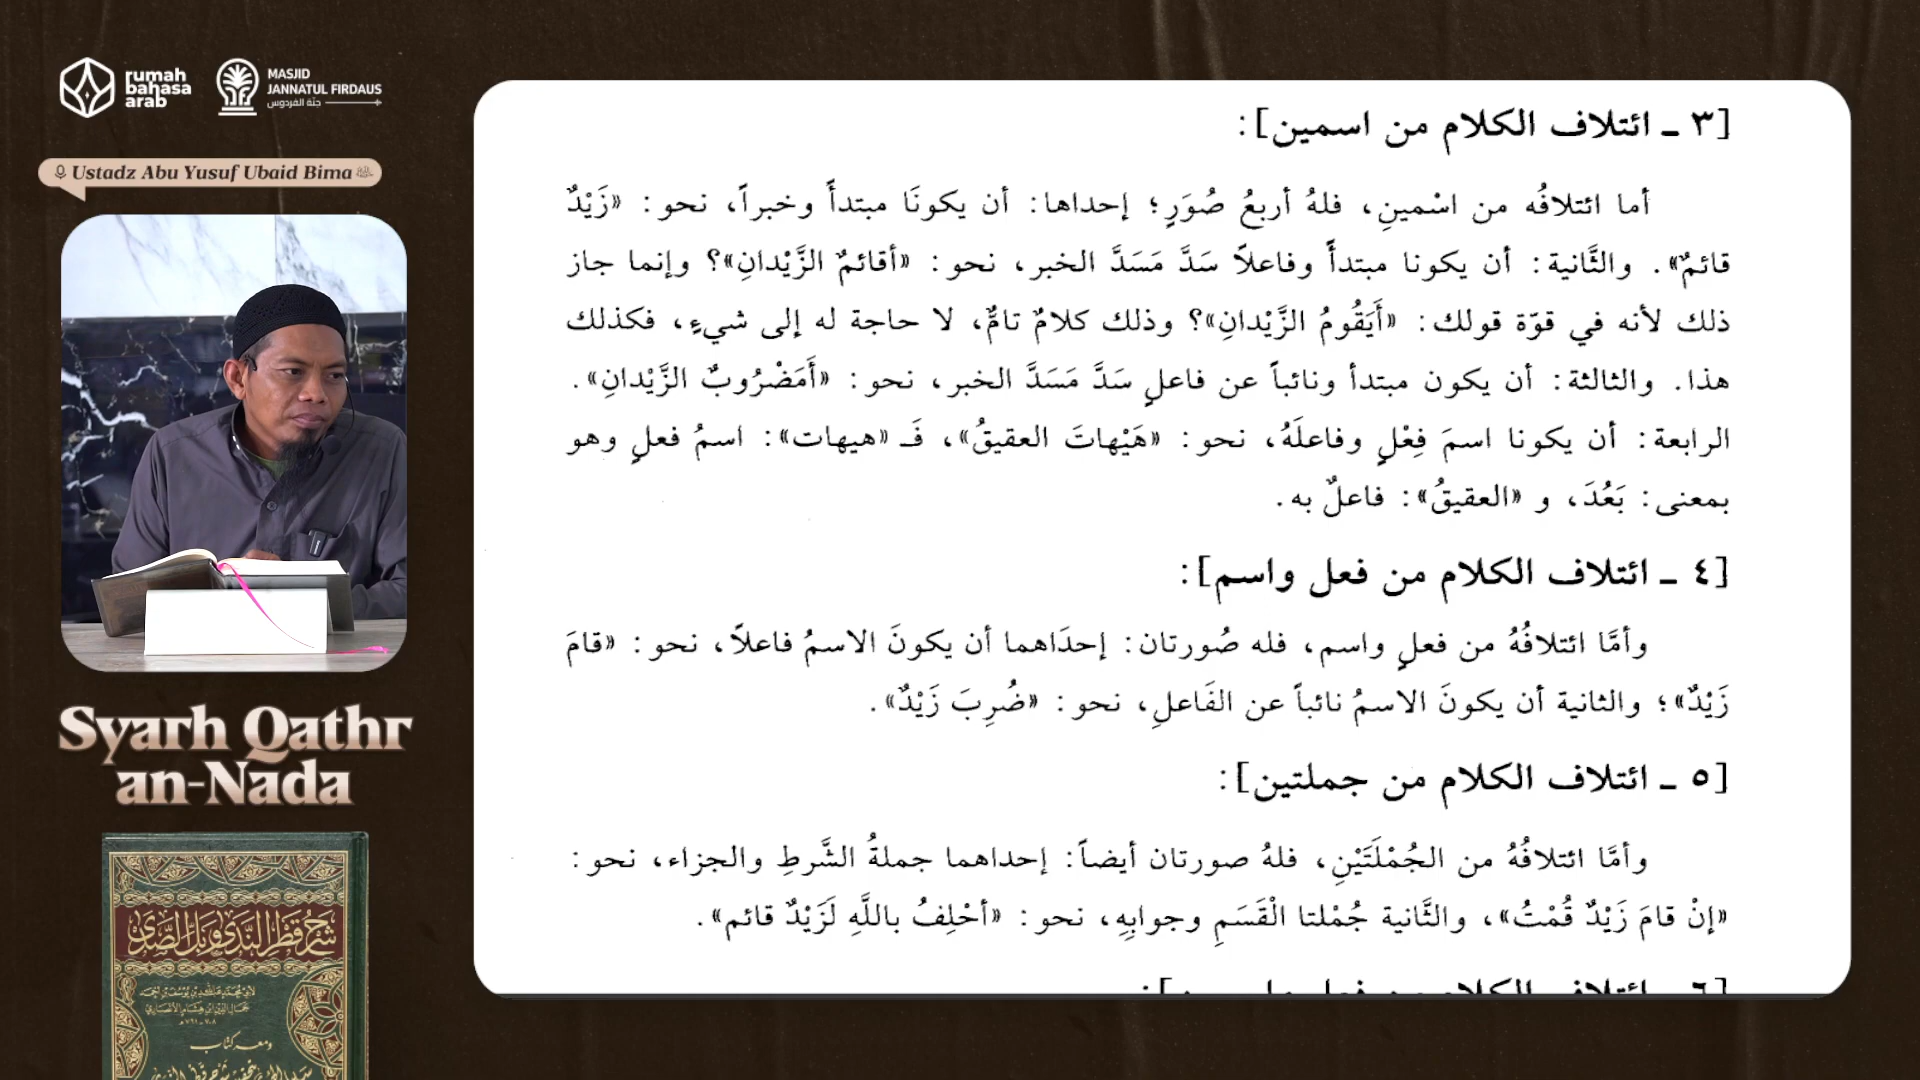 rumah
bahasa
arab
MASJID
JANNATUL FIRDAUS
جنّة الفردوس
Ustadz Abu Yusuf Ubaid Bima
[٣ ـ ائتلاف الكلام من اسمين]:
أما ائتلافُه من اسْمينِ، فلهُ أربعُ صُوَرٍ؛ إحداها: أن يكونَا مبتدأً وخبراً، نحو: «زَيْدٌ
قائمٌ». والثَّانية: أن يكونا مبتدأً وفاعلاً سَدَّ مَسَدَّ الخبر، نحو: «أقائمٌ الزَّيْدانِ»؟ وإنما جاز
ذلك لأنه في قوّة قولك: «أَيَقُومُ الزَّيْدانِ»؟ وذلك كلامٌ تامٌّ، لا حاجة له إلى شيءٍ، فكذلك
هذا. والثالثة: أن يكون مبتدأ ونائباً عن فاعلٍ سَدَّ مَسَدَّ الخبر، نحو: «أَمَضْرُوبٌ الزَّيْدانِ».
الرابعة: أن يكونا اسمَ فِعْلٍ وفاعلَهُ، نحو: «هَيْهاتَ العقيقُ»، فَـ «هيهات»: اسمُ فعلٍ وهو
بمعنى: بَعُدَ، و «العقيقُ»: فاعلٌ به.
[٤ ـ ائتلاف الكلام من فعل واسم]:
وأمَّا ائتلافُهُ من فعلٍ واسم، فله صُورتان: إحدَاهما أن يكونَ الاسمُ فاعلاً، نحو: «قامَ
زَيْدٌ»؛ والثانية أن يكونَ الاسمُ نائباً عن الفَاعلِ، نحو: «ضُرِبَ زَيْدٌ».
[٥ ـ ائتلاف الكلام من جملتين]:
وأمَّا ائتلافُهُ من الجُمْلَتَيْنِ، فلهُ صورتان أيضاً: إحداهما جملةُ الشَّرطِ والجزاء، نحو:
«إنْ قامَ زَيْدٌ قُمْتُ»، والثَّانية جُمْلتا الْقَسَمِ وجوابِهِ، نحو: «أحْلِفُ باللَّهِ لَزَيْدٌ قائم».
Syarh Qathr
an-Nada
شرح قطر الندى وبل الصدى
ومعه كتاب